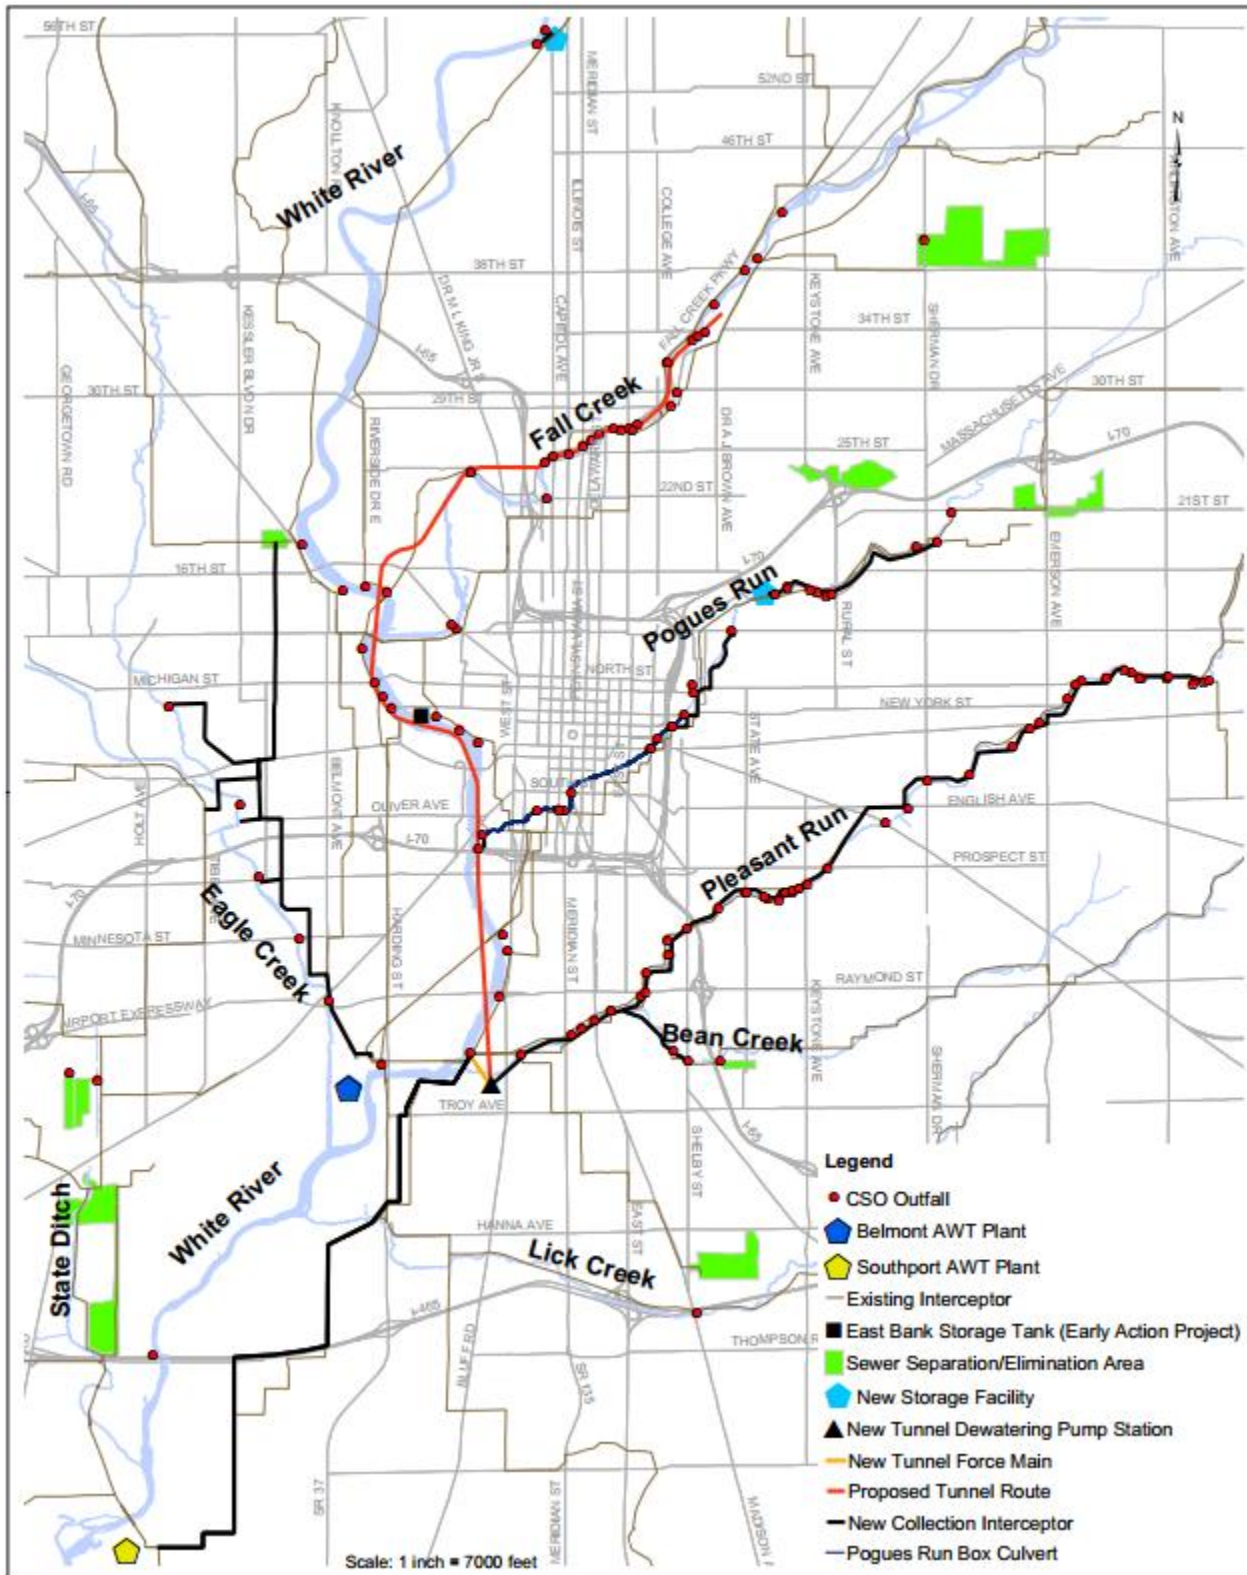 56TH ST
MERIDIAN ST
52ND ST
46TH ST
N
White River
I-65
ILLINOIS ST
COLLEGE AVE
38TH ST
DR M L KING JR S
CAPITOL AVE
FALL CREEK PKWY
KEYSTONE AVE
34TH ST
SHERMAN DR
KESSLER BLVD N DR
GEORGETOWN RD
I-65
MASSACHUSETTS AVE
30TH ST
30TH ST
29TH ST
Fall Creek
RIVERSIDE DR E
DR A J BROWN AVE
25TH ST
I-70
22ND ST
21ST ST
EMERSON AVE
16TH ST
I-70
Pogues Run
RURAL ST
NORTH ST
MICHIGAN ST
WEST ST
NEW YORK ST
STATE AVE
HOLT AVE
BELMONT AVE
OLIVER AVE
SOUTH
ENGLISH AVE
I-70
Pleasant Run
PROSPECT ST
I-70
Eagle Creek
MINNESOTA ST
HARDING ST
MERIDIAN ST
RAYMOND ST
KEYSTONE AVE
Bean Creek
SHERMAN DR
TROY AVE
SHELBY ST
I-65
White River
State Ditch
HANNA AVE
EAST ST
Lick Creek
I-465
BLUFF RD
THOMPSON R
SR 135
SR 37
MERIDIAN ST
Scale: 1 inch = 7000 feet
Legend
CSO Outfall
Belmont AWT Plant
Southport AWT Plant
Existing Interceptor
East Bank Storage Tank (Early Action Project)
Sewer Separation/Elimination Area
New Storage Facility
New Tunnel Dewatering Pump Station
New Tunnel Force Main
Proposed Tunnel Route
New Collection Interceptor
Pogues Run Box Culvert